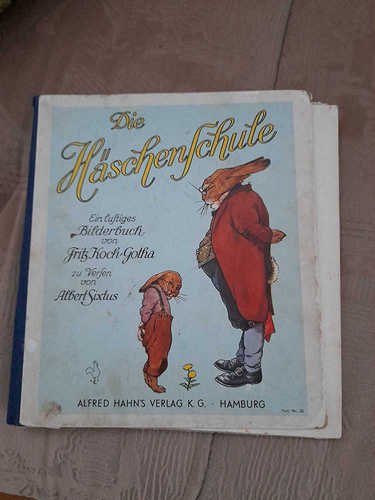 Die
Häschenschule
Ein lustiges
Bilderbuch
von
Fritz Koch-Gotha
zu Versen
von
Albert Sixtus
ALFRED HAHN'S VERLAG K. G. · HAMBURG